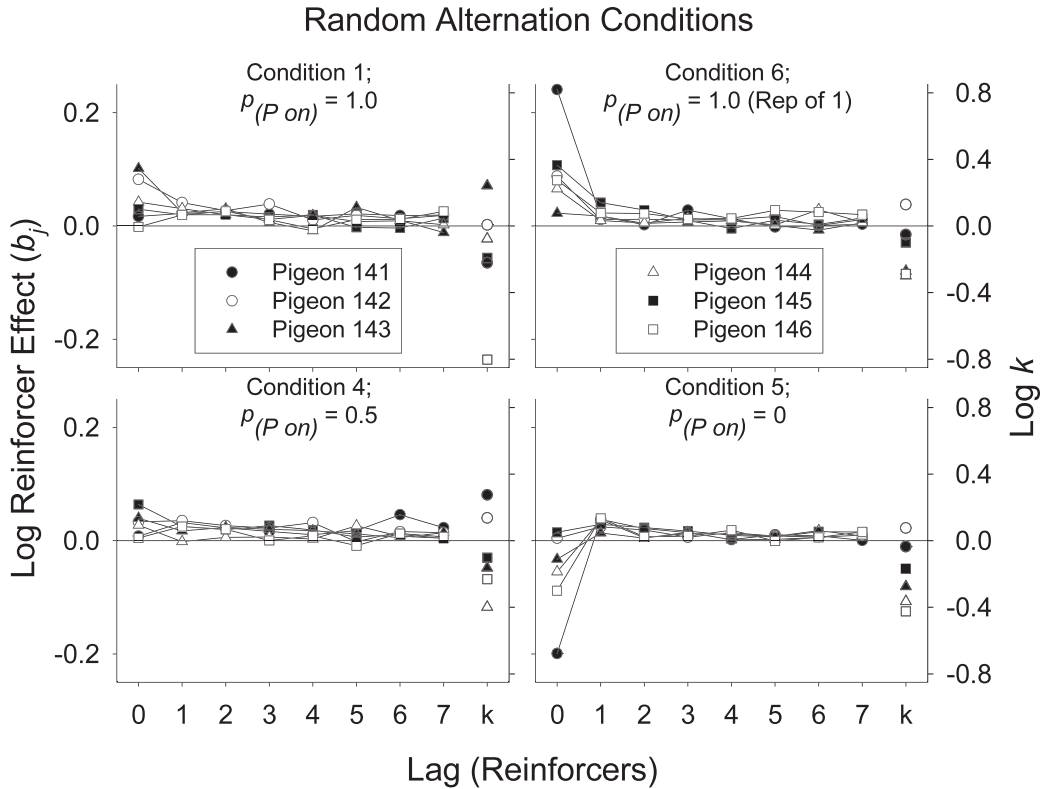 Random Alternation Conditions
Condition 1;
p(P on) = 1.0
Condition 6;
p(P on) = 1.0 (Rep of 1)
0.2
0.0
-0.2
0.8
0.4
0.0
-0.4
-0.8
Pigeon 141
Pigeon 142
Pigeon 143
Pigeon 144
Pigeon 145
Pigeon 146
Log Reinforcer Effect (bj)
Log k
Condition 4;
p(P on) = 0.5
Condition 5;
p(P on) = 0
0.2
0.0
-0.2
0.8
0.4
0.0
-0.4
-0.8
0 1 2 3 4 5 6 7 k
0 1 2 3 4 5 6 7 k
Lag (Reinforcers)